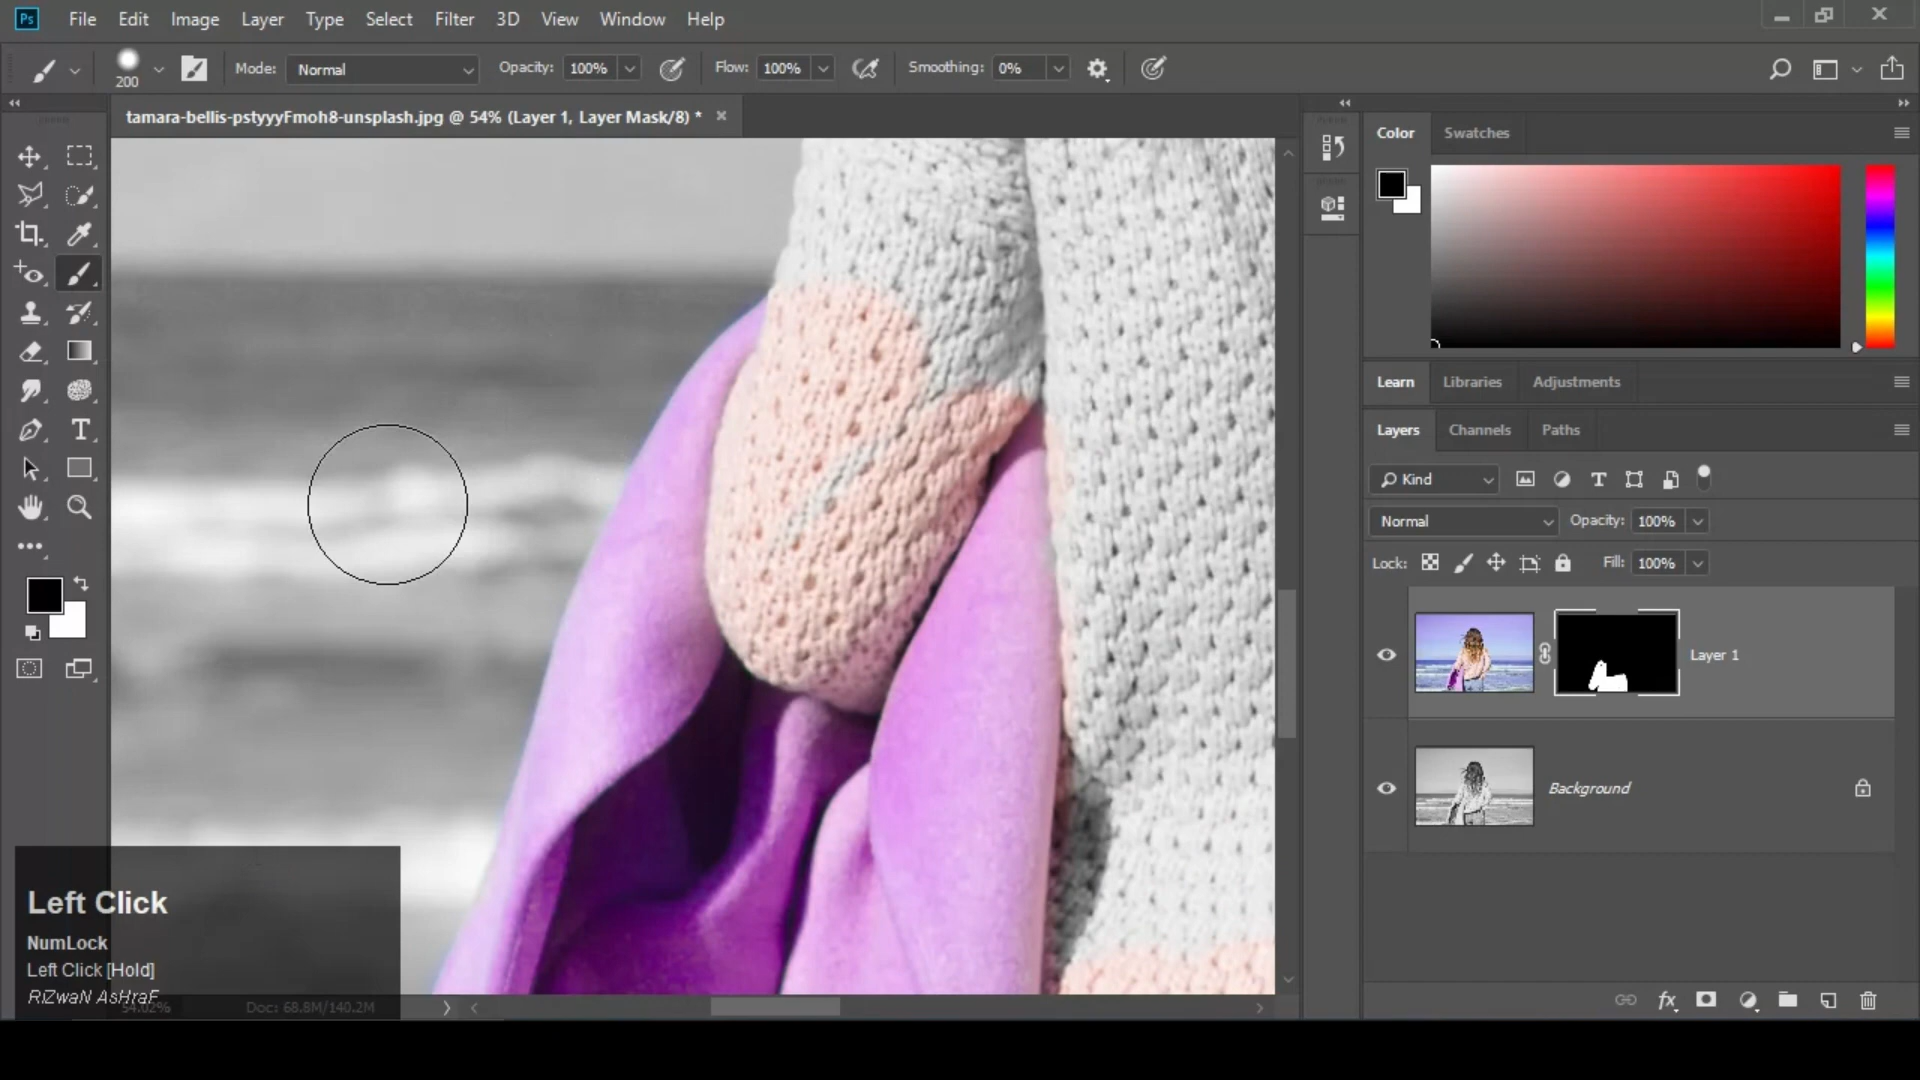 Ps File Edit Image Layer Type Select Filter 3D View Window Help
200 Mode: Normal Opacity: 100% Flow: 100% Smoothing: 0%
tamara-bellis-pstyyyFmoh8-unsplash.jpg @ 54% (Layer 1, Layer Mask/8) *
Color Swatches
Learn Libraries Adjustments
Layers Channels Paths
Kind
Normal Opacity: 100%
Lock: Fill: 100%
Layer 1
Background
Left Click
NumLock
Left Click [Hold]
RiZwaN AsHraF
54.02% Doc: 68.8M/140.2M